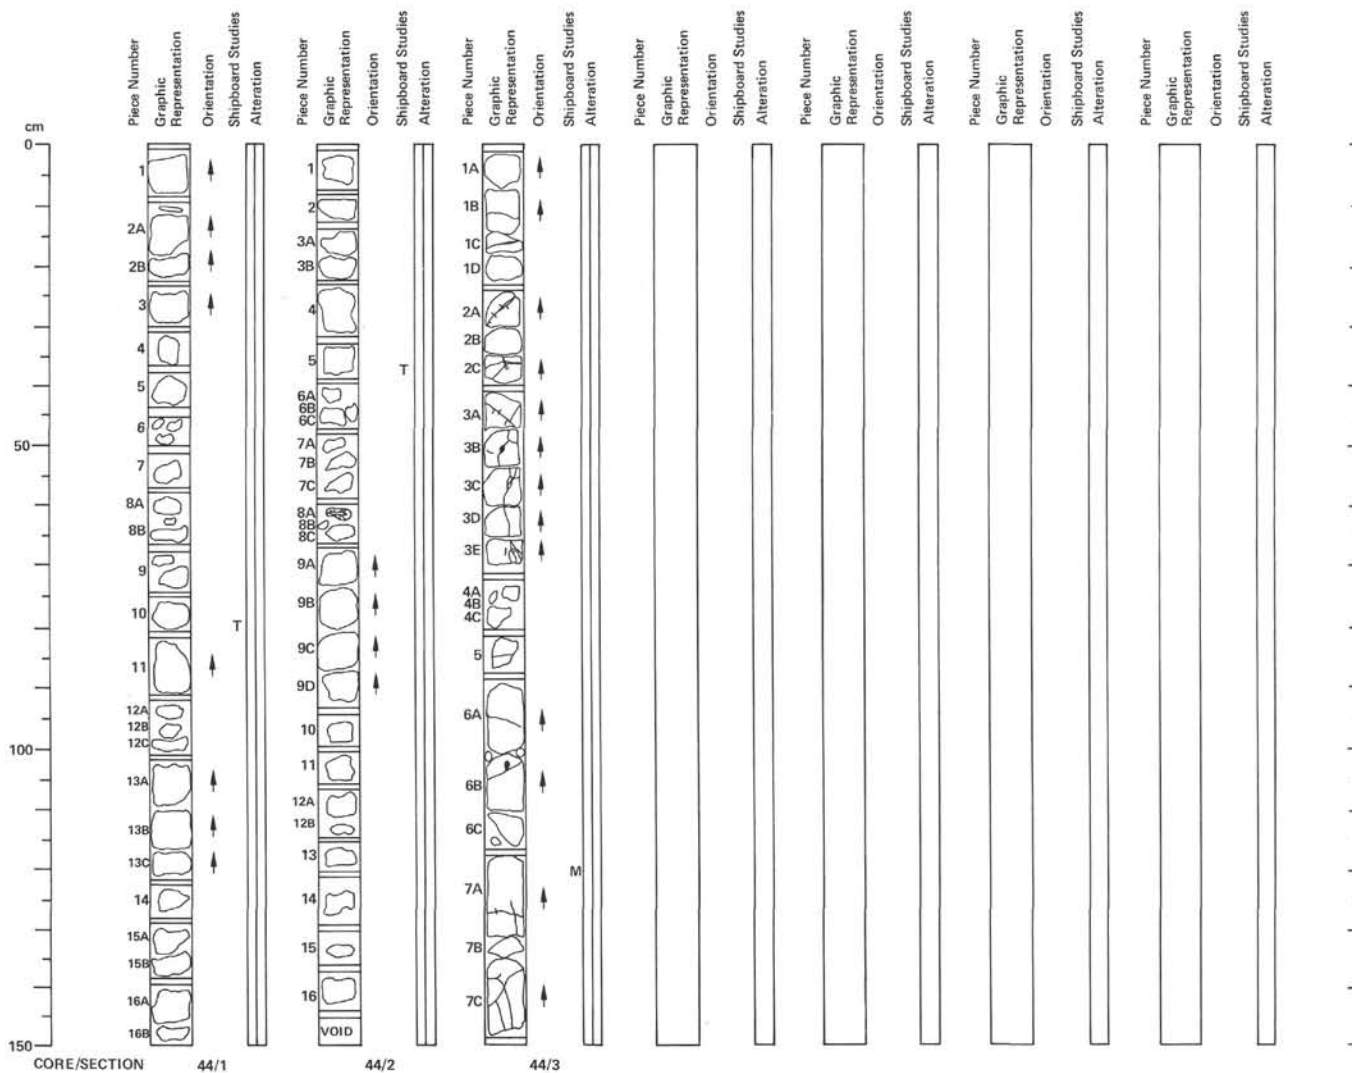 Piece Number Graphic Representation Orientation Shipboard Studies Alteration
Piece Number Graphic Representation Orientation Shipboard Studies Alteration
Piece Number Graphic Representation Orientation Shipboard Studies Alteration
Piece Number Graphic Representation Orientation Shipboard Studies Alteration
Piece Number Graphic Representation Orientation Shipboard Studies Alteration
Piece Number Graphic Representation Orientation Shipboard Studies Alteration
Piece Number Graphic Representation Orientation Shipboard Studies Alteration
cm
0
50
100
150
1
2A
2B
3
4
5
6
7
8A
8B
9
10
T
11
12A
12B
12C
13A
13B
13C
14
15A
15B
16A
16B
1
2
3A
3B
4
5
T
6A
6B
6C
7A
7B
7C
8A
8B
8C
9A
9B
9C
9D
10
11
12A
12B
13
14
15
16
VOID
1A
1B
1C
1D
2A
2B
2C
3A
3B
3C
3D
3E
4A
4B
4C
5
6A
6B
6C
M
7A
7B
7C
CORE/SECTION 44/1 44/2 44/3